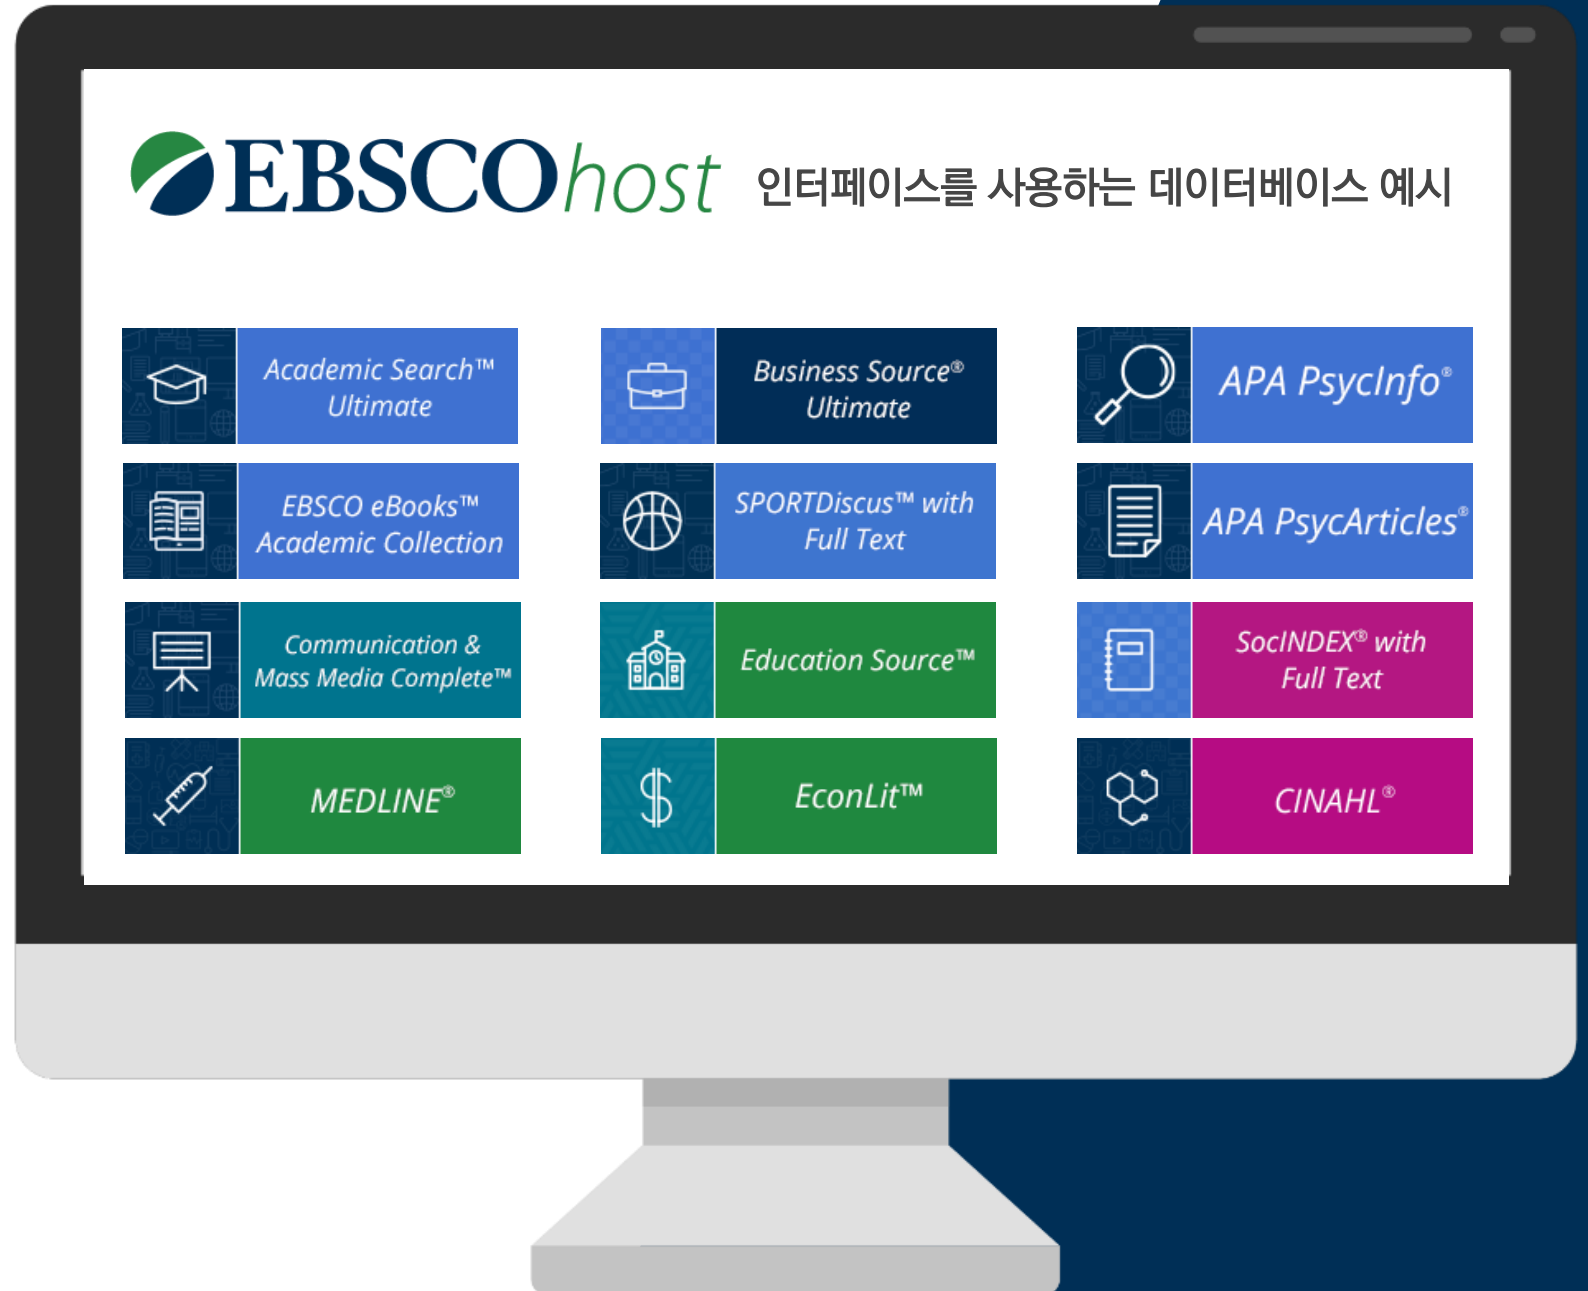 EBSCOhost 인터페이스를 사용하는 데이터베이스 예시
Academic Search™
Ultimate
Business Source®
Ultimate
APA PsycInfo®
EBSCO eBooks™
Academic Collection
SPORTDiscus™ with
Full Text
APA PsycArticles®
Communication &
Mass Media Complete™
Education Source™
SocINDEX® with
Full Text
MEDLINE®
EconLit™
CINAHL®